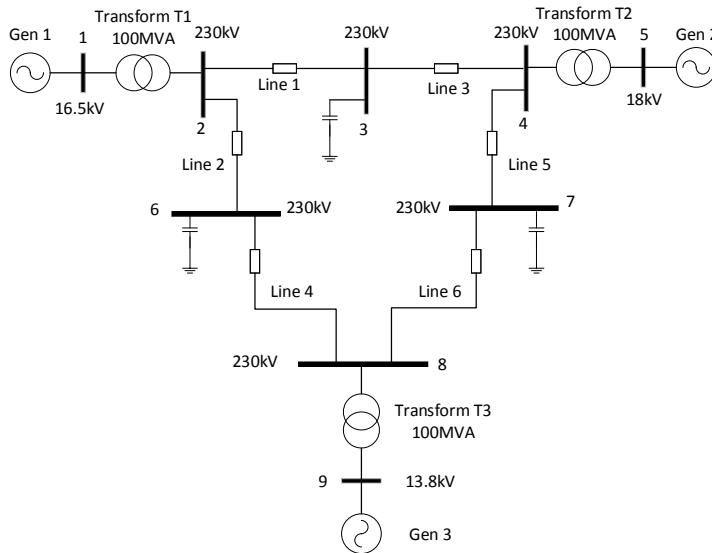 Gen 1
1
Transform T1
100MVA
16.5kV
230kV
2
Line 1
230kV
3
Line 3
230kV
4
Transform T2
100MVA
5
18kV
Gen 2
Line 2
Line 5
6
230kV
230kV
7
Line 4
Line 6
230kV
8
Transform T3
100MVA
9
13.8kV
Gen 3